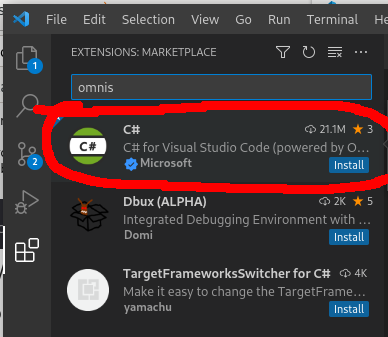 File Edit Selection View Go Run Terminal
EXTENSIONS: MARKETPLACE
1
omnis
C# 21.1M 3
C#
C# for Visual Studio Code (powered by O...
Microsoft Install
2
Dbux (ALPHA) 2K 5
Integrated Debugging Environment with ...
Domi Install
TargetFrameworksSwitcher for C# 4K
Make it easy to change the TargetFrame...
yamachu Install